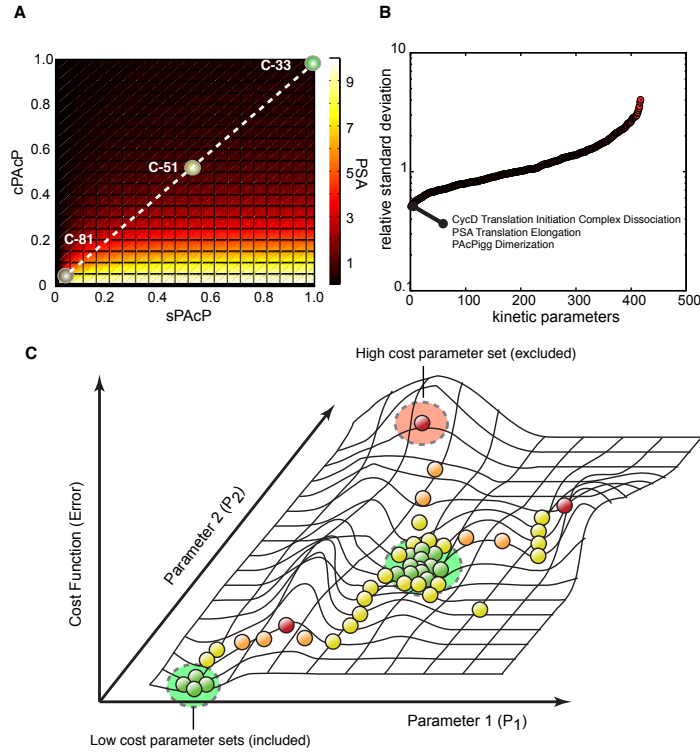 A
1.0
0.8
0.6
0.4
0.2
0
0
0.2
0.4
0.6
0.8
1.0
cPAcP
sPAcP
C-33
C-51
C-81
9
7
5
3
1
PSA
B
10
1
0.1
0
100
200
300
400
500
relative standard deviation
kinetic parameters
CycD Translation Initiation Complex Dissociation
PSA Translation Elongation
PAcPigg Dimerization
C
High cost parameter set (excluded)
Cost Function (Error)
Parameter 2 (P2)
Parameter 1 (P1)
Low cost parameter sets (included)